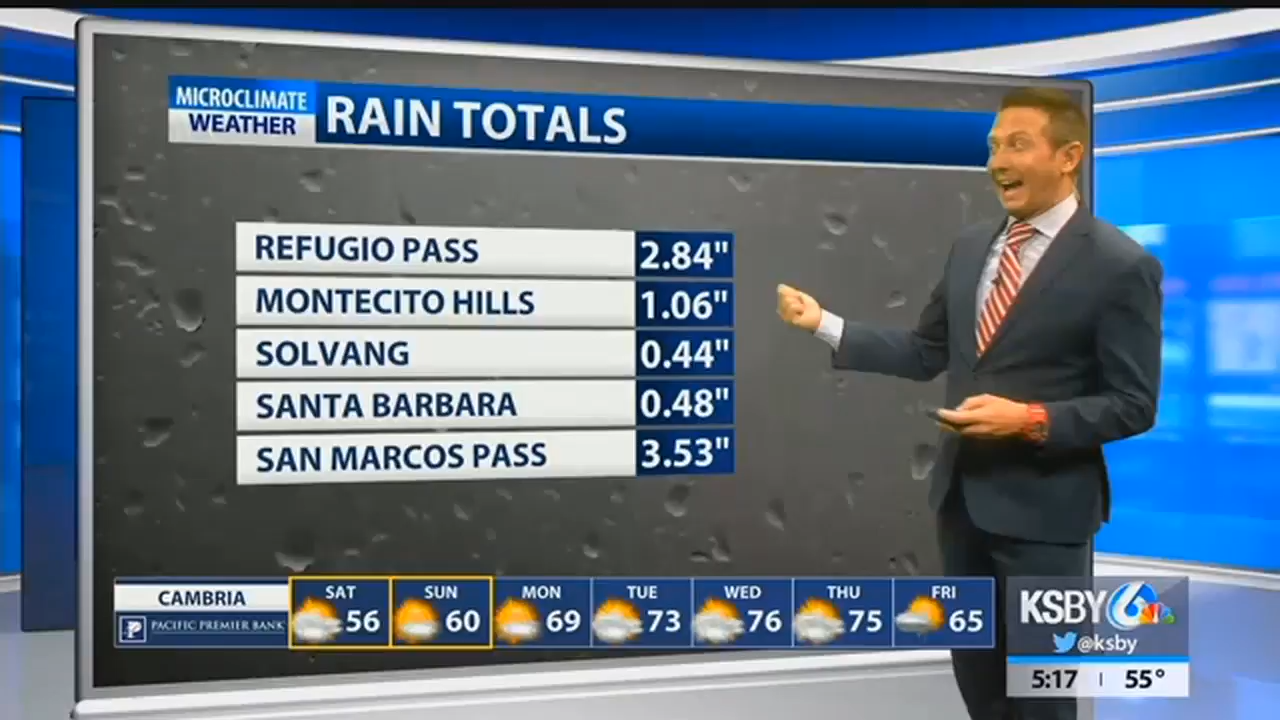 MICROCLIMATE
WEATHER
RAIN TOTALS
REFUGIO PASS 2.84"
MONTECITO HILLS 1.06"
SOLVANG 0.44"
SANTA BARBARA 0.48"
SAN MARCOS PASS 3.53"
CAMBRIA
P PACIFIC PREMIER BANK
SAT SUN MON TUE WED THU FRI
56 60 69 73 76 75 65
KSBY 6
@ksby
5:17 | 55°